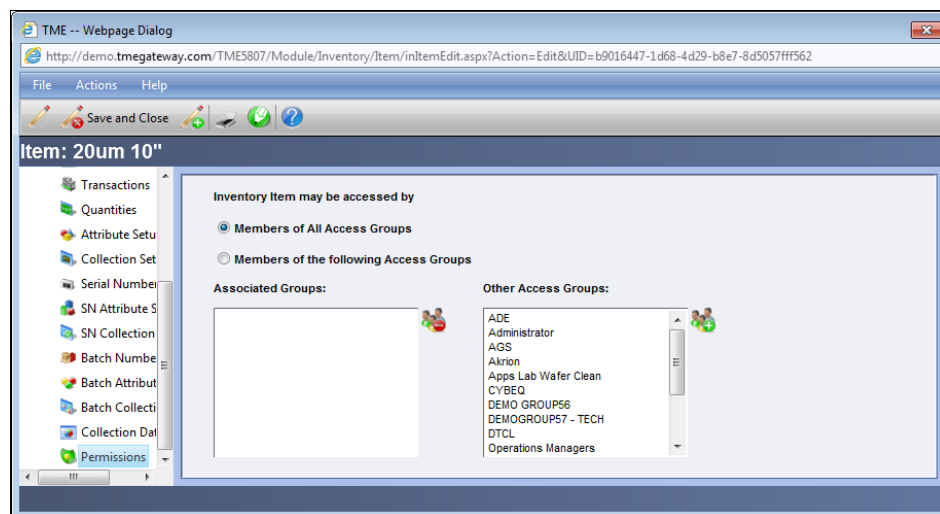 TME -- Webpage Dialog
http://demo.tmegateway.com/TME5807/Module/Inventory/Item/inItemEdit.aspx?Action=Edit&UID=b9016447-1d68-4d29-b8e7-8d5057fff562
File Actions Help
Save and Close
Item: 20um 10"
Transactions
Quantities
Attribute Setu
Collection Set
Serial Number
SN Attribute S
SN Collection
Batch Numbe
Batch Attribut
Batch Collecti
Collection Dat
Permissions
Inventory Item may be accessed by
Members of All Access Groups
Members of the following Access Groups
Associated Groups:
Other Access Groups:
ADE
Administrator
AGS
Akrion
Apps Lab Wafer Clean
CYBEQ
DEMO GROUP56
DEMOGROUP57 - TECH
DTCL
Operations Managers